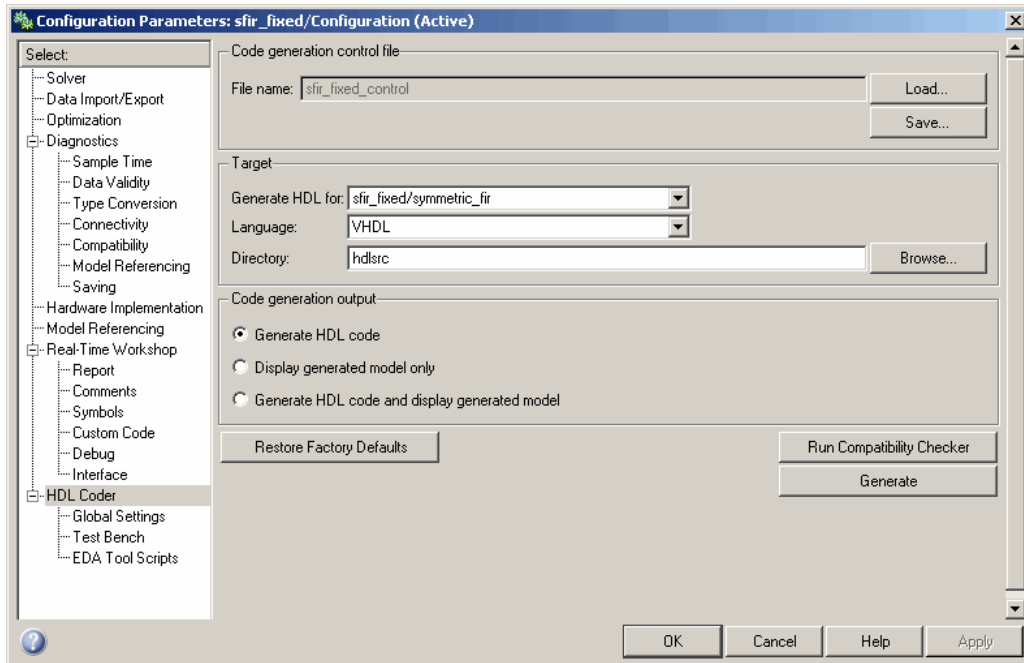 Configuration Parameters: sfir_fixed/Configuration (Active)
Select:
Solver
Data Import/Export
Optimization
Diagnostics
Sample Time
Data Validity
Type Conversion
Connectivity
Compatibility
Model Referencing
Saving
Hardware Implementation
Model Referencing
Real-Time Workshop
Report
Comments
Symbols
Custom Code
Debug
Interface
HDL Coder
Global Settings
Test Bench
EDA Tool Scripts
Code generation control file
File name: sfir_fixed_control
Load...
Save...
Target
Generate HDL for: sfir_fixed/symmetric_fir
Language: VHDL
Directory: hdlsrc
Browse...
Code generation output
Generate HDL code
Display generated model only
Generate HDL code and display generated model
Restore Factory Defaults
Run Compatibility Checker
Generate
OK
Cancel
Help
Apply